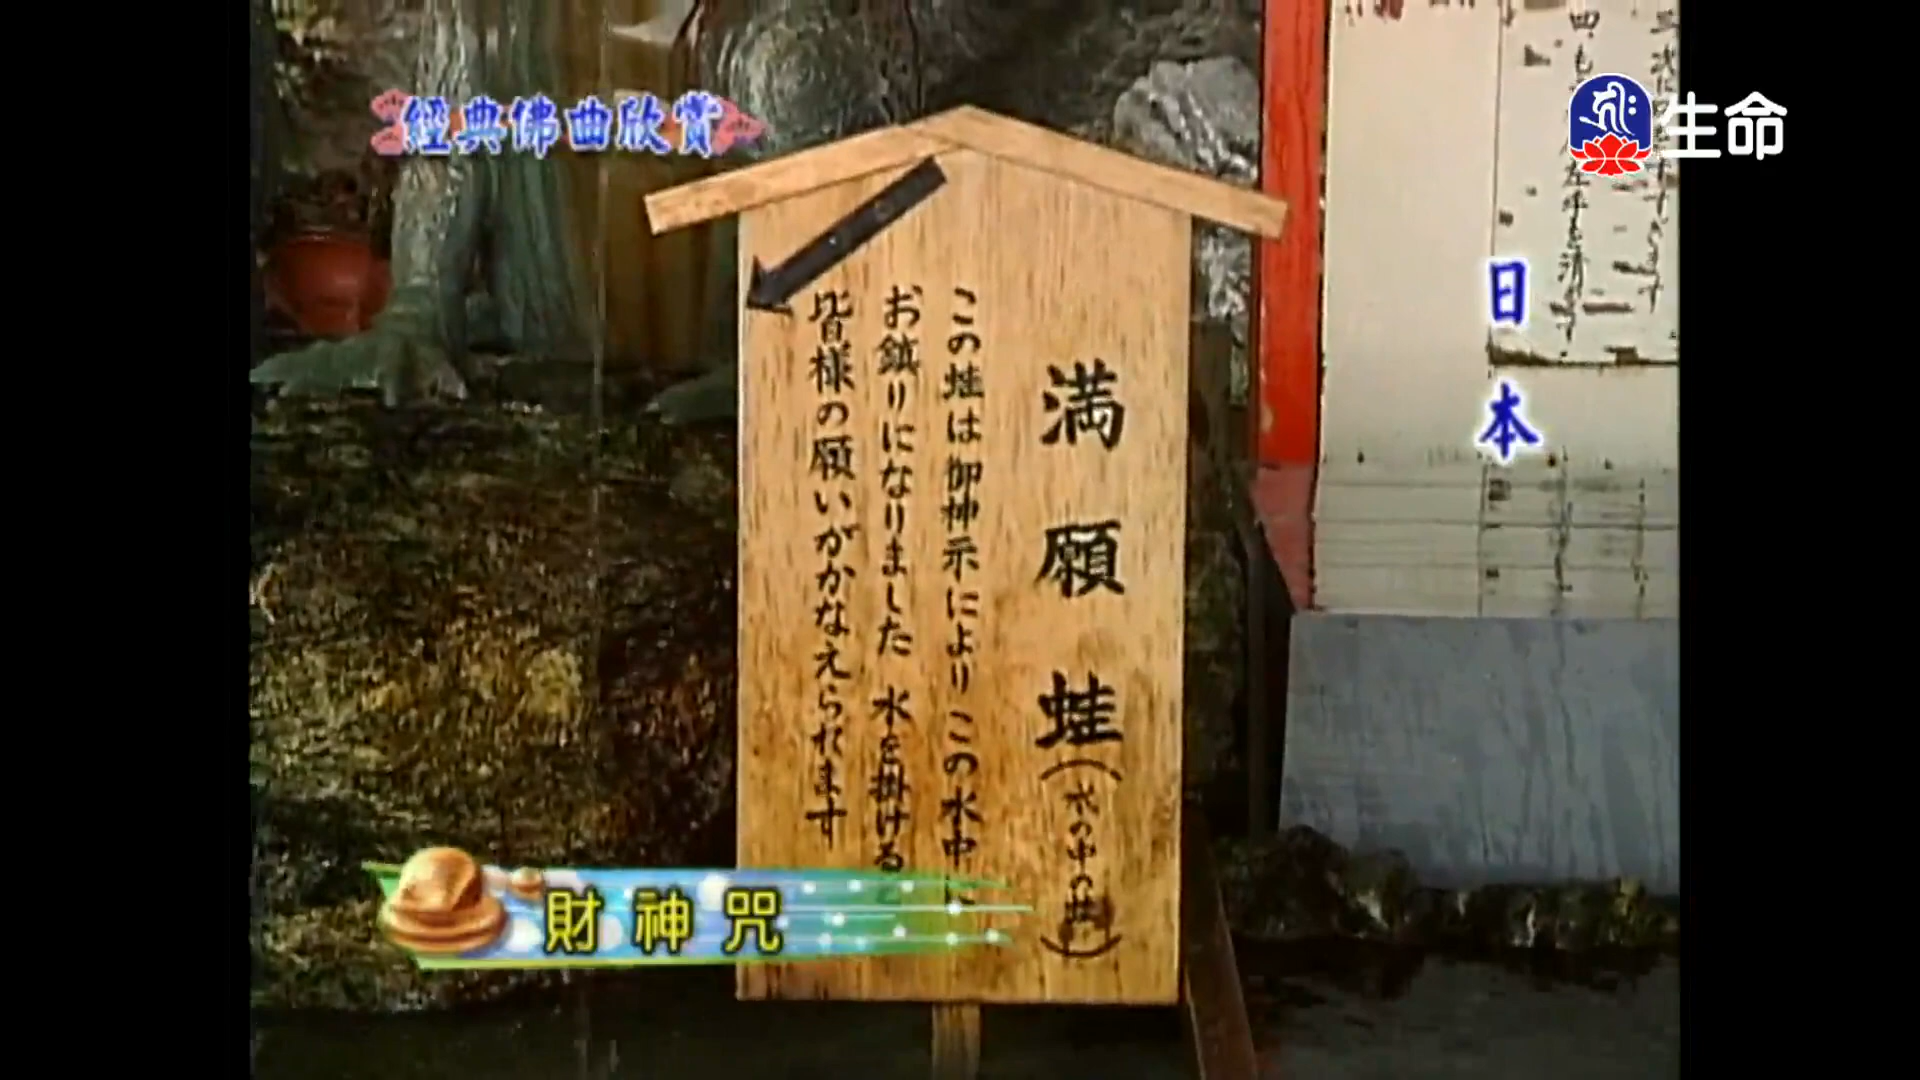 經典佛曲欣賞
生命
日本
満願蛙(水の中の蛙)
この蛙は御神示によりこの水中に
お鎮りになりました 水を掛けると
皆様の願いがかなえられます
財神咒